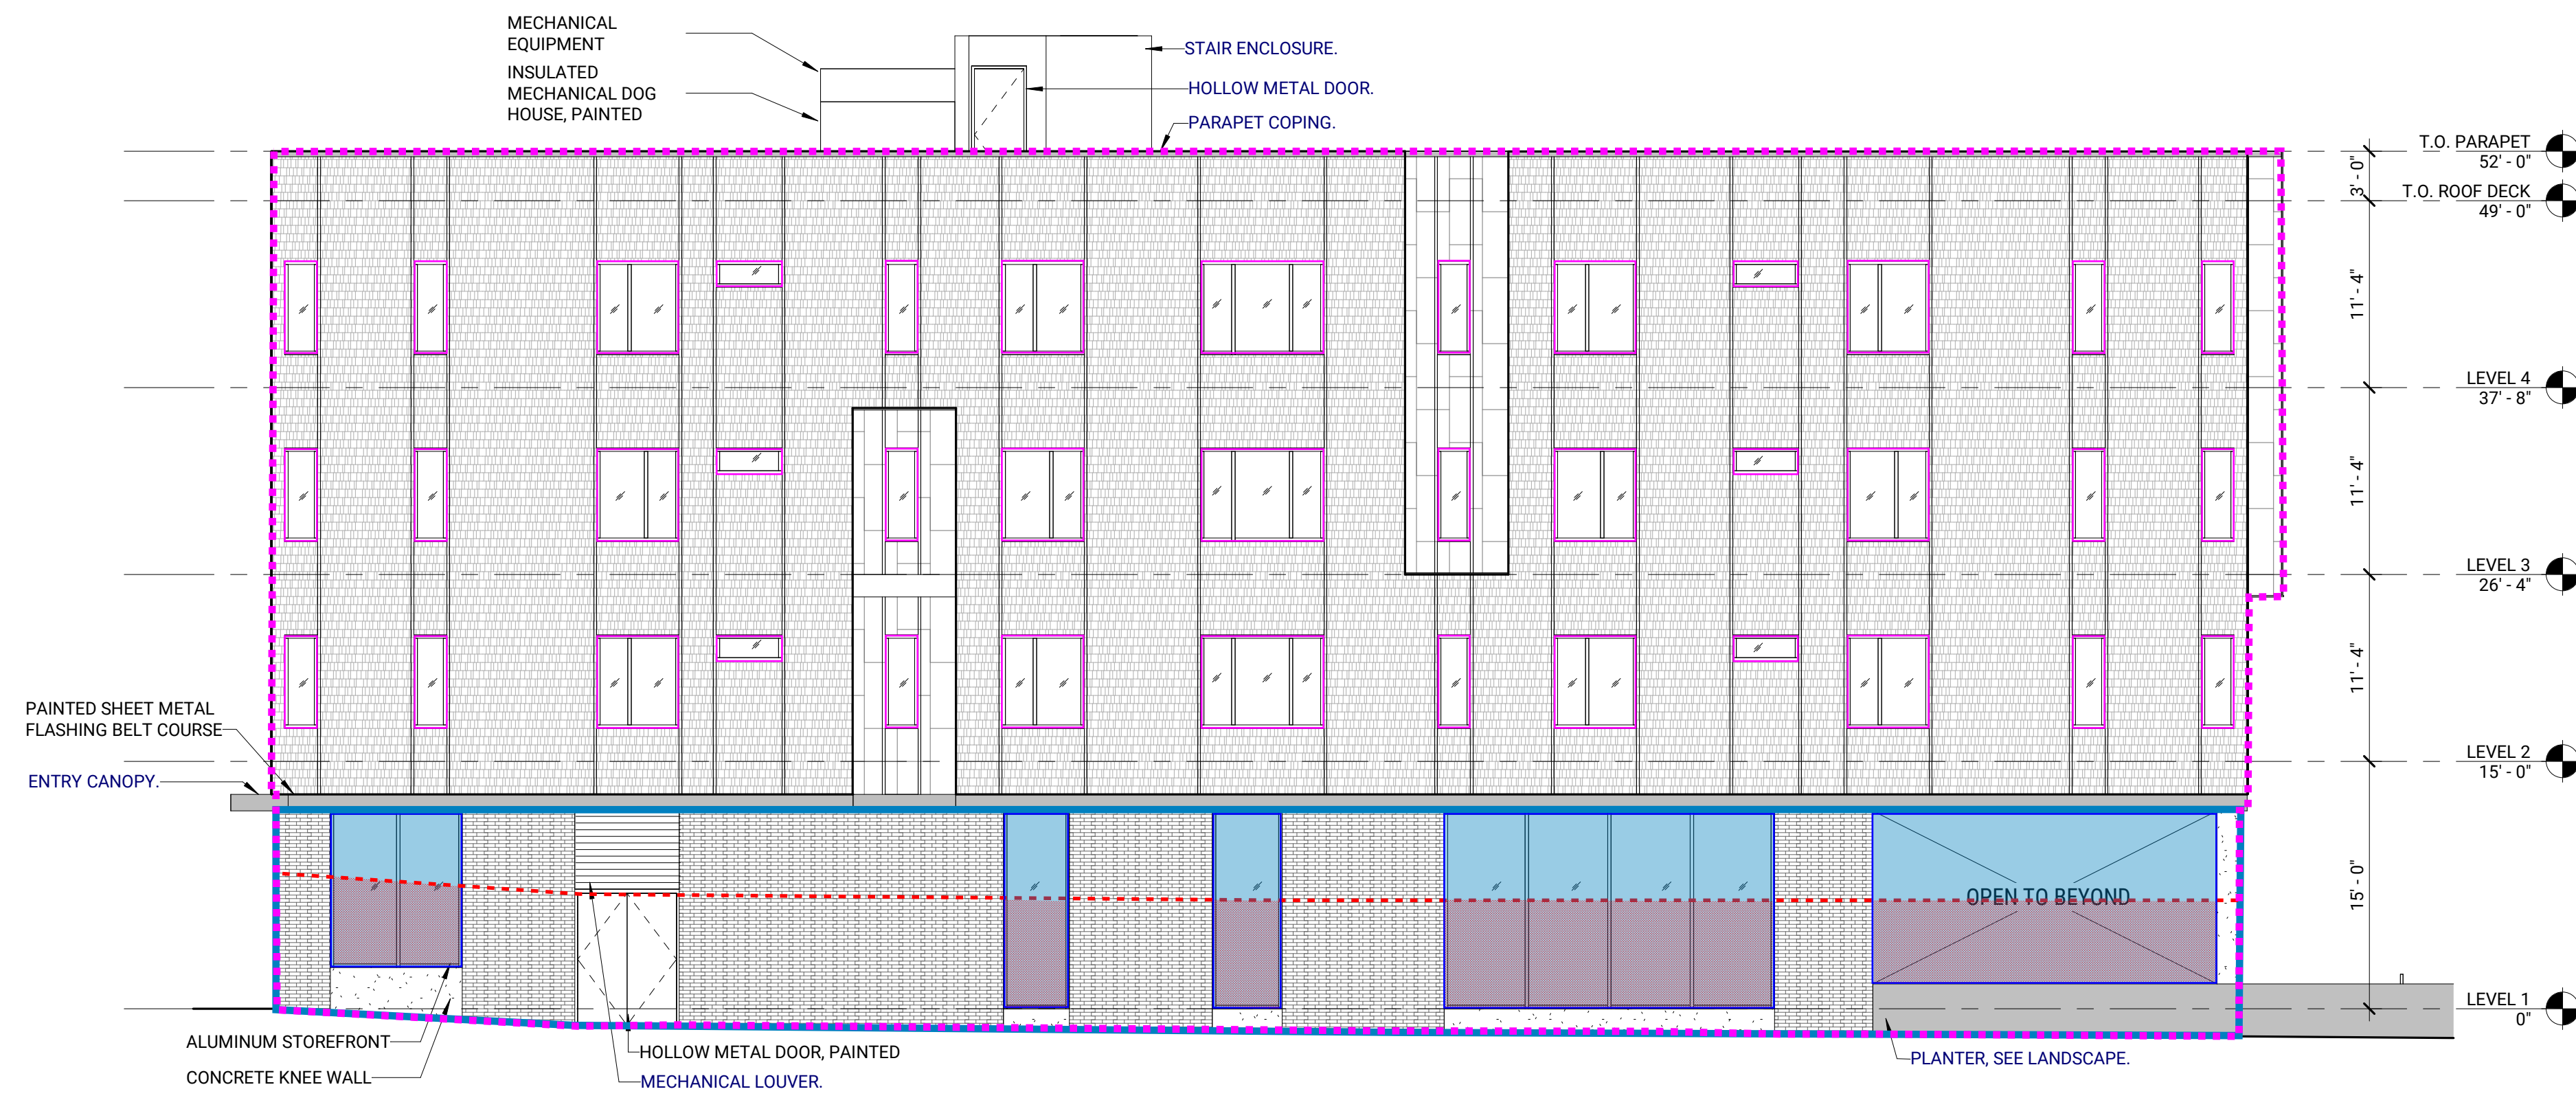 MECHANICAL
EQUIPMENT
INSULATED
MECHANICAL DOG
HOUSE, PAINTED
STAIR ENCLOSURE.
HOLLOW METAL DOOR.
PARAPET COPING.
T.O. PARAPET
52' - 0"
3' - 0"
T.O. ROOF DECK
49' - 0"
11' - 4"
LEVEL 4
37' - 8"
11' - 4"
LEVEL 3
26' - 4"
11' - 4"
LEVEL 2
15' - 0"
PAINTED SHEET METAL
FLASHING BELT COURSE
ENTRY CANOPY.
OPEN TO BEYOND
15' - 0"
LEVEL 1
0"
ALUMINUM STOREFRONT
CONCRETE KNEE WALL
HOLLOW METAL DOOR, PAINTED
MECHANICAL LOUVER.
PLANTER, SEE LANDSCAPE.